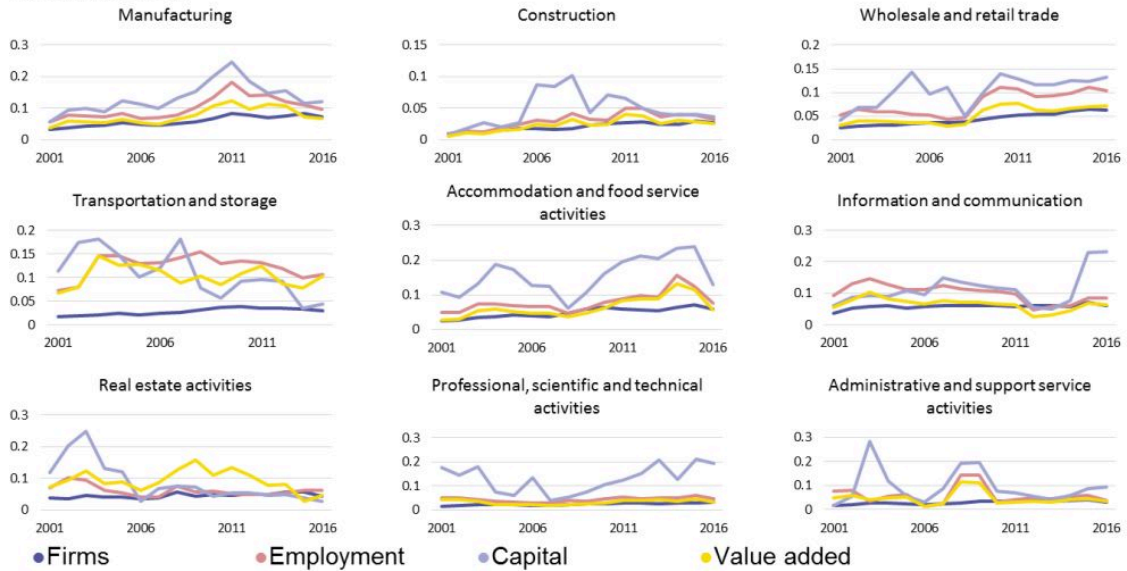 Manufacturing
0.3
0.2
0.1
0
2001 2006 2011 2016
Construction
0.15
0.1
0.05
0
2001 2006 2011 2016
Wholesale and retail trade
0.2
0.15
0.1
0.05
0
2001 2006 2011 2016
Transportation and storage
0.2
0.15
0.1
0.05
0
2001 2006 2011
Accommodation and food service
activities
0.3
0.2
0.1
0
2001 2006 2011 2016
Information and communication
0.3
0.2
0.1
0
2001 2006 2011 2016
Real estate activities
0.3
0.2
0.1
0
2001 2006 2011 2016
Professional, scientific and technical
activities
0.3
0.2
0.1
0
2001 2006 2011 2016
Administrative and support service
activities
0.3
0.2
0.1
0
2001 2006 2011 2016
Firms Employment Capital Value added